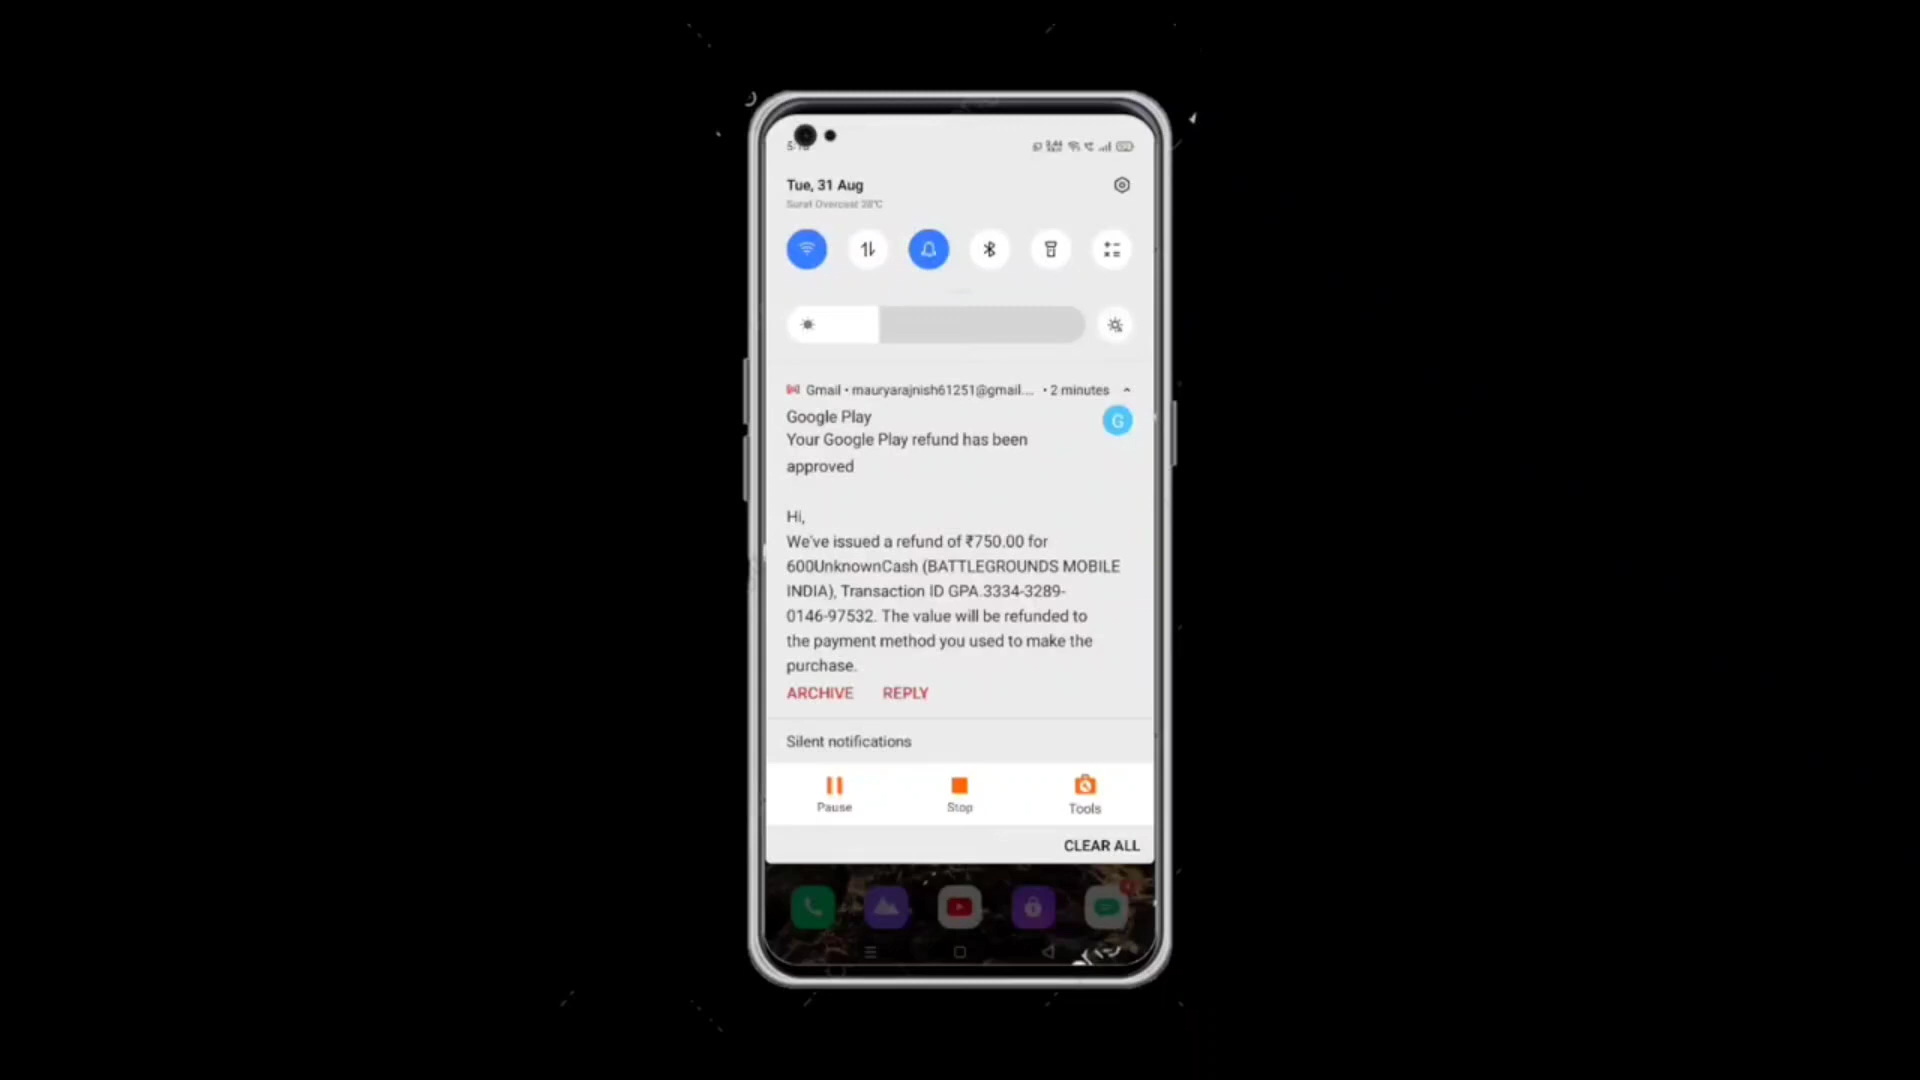 Tue, 31 Aug
Surat Overcast 28°C
Gmail • mauryarajnish61251@gmail.... • 2 minutes
Google Play
G
Your Google Play refund has been
approved
Hi,
We've issued a refund of ₹750.00 for
600UnknownCash (BATTLEGROUNDS MOBILE
INDIA), Transaction ID GPA.3334-3289-
0146-97532. The value will be refunded to
the payment method you used to make the
purchase.
ARCHIVE REPLY
Silent notifications
Pause Stop Tools
CLEAR ALL